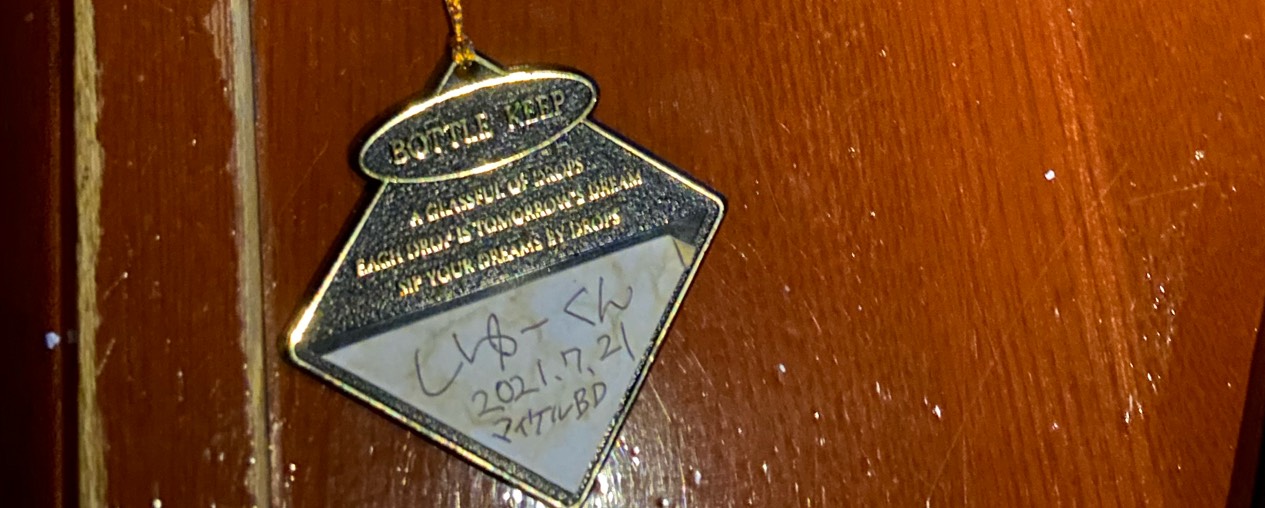 BOTTLE KEEP
A GLASSFUL OF DROPS
EACH DROP IS TOMORROW'S DREAM
SIP YOUR DREAMS BY DROPS
しゅーくん
2021.7.21
マイケルBD